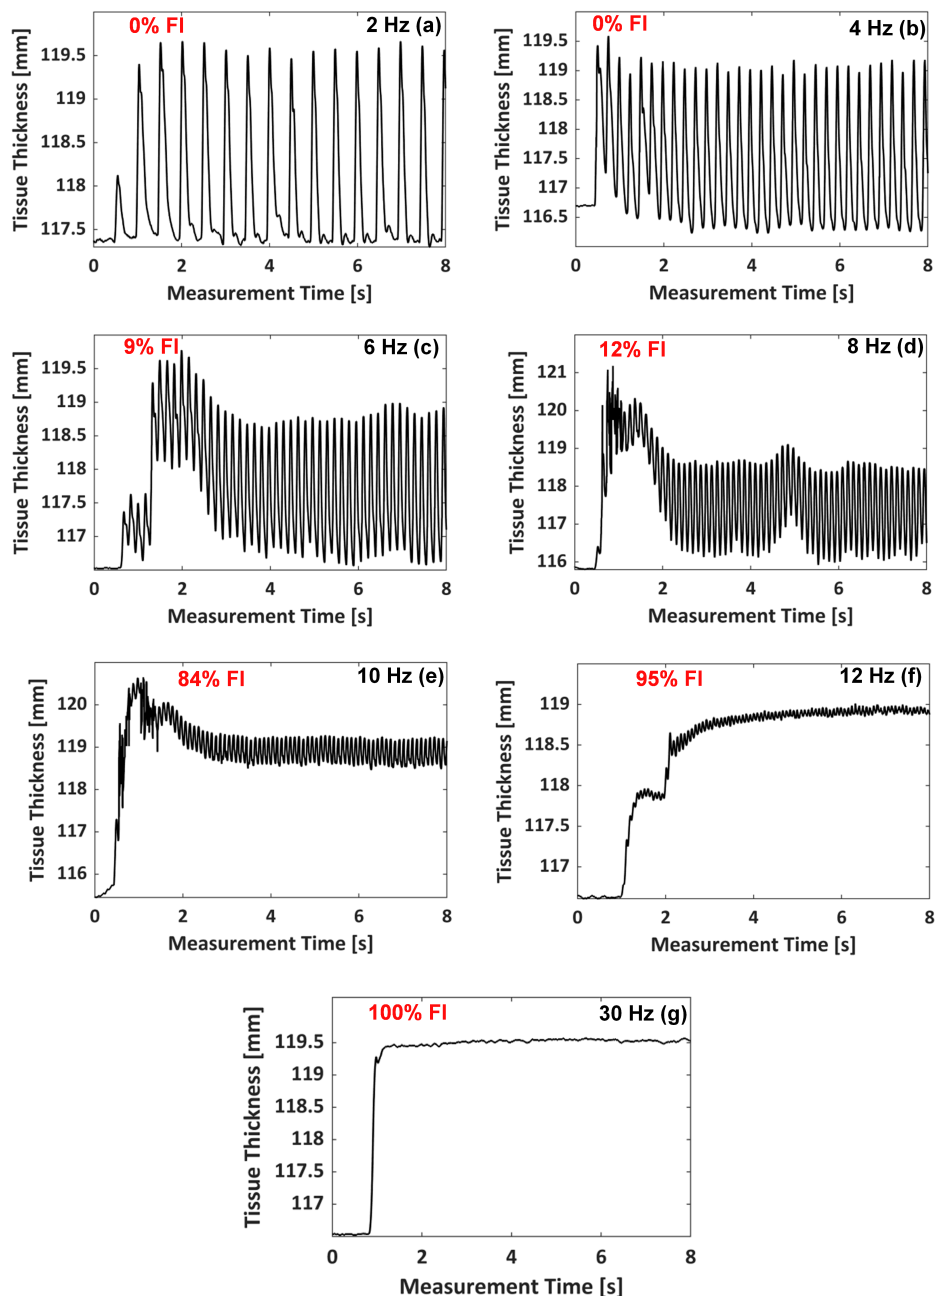 0% FI
2 Hz (a)
Tissue Thickness [mm]
119.5
119
118.5
118
117.5
0 2 4 6 8
Measurement Time [s]
0% FI
4 Hz (b)
Tissue Thickness [mm]
119.5
119
118.5
118
117.5
117
116.5
0 2 4 6 8
Measurement Time [s]
9% FI
6 Hz (c)
Tissue Thickness [mm]
119.5
119
118.5
118
117.5
117
0 2 4 6 8
Measurement Time [s]
12% FI
8 Hz (d)
Tissue Thickness [mm]
121
120
119
118
117
116
0 2 4 6 8
Measurement Time [s]
84% FI
10 Hz (e)
Tissue Thickness [mm]
120
119
118
117
116
0 2 4 6 8
Measurement Time [s]
95% FI
12 Hz (f)
Tissue Thickness [mm]
119
118.5
118
117.5
117
0 2 4 6 8
Measurement Time [s]
100% FI
30 Hz (g)
Tissue Thickness [mm]
119.5
119
118.5
118
117.5
117
0 2 4 6 8
Measurement Time [s]